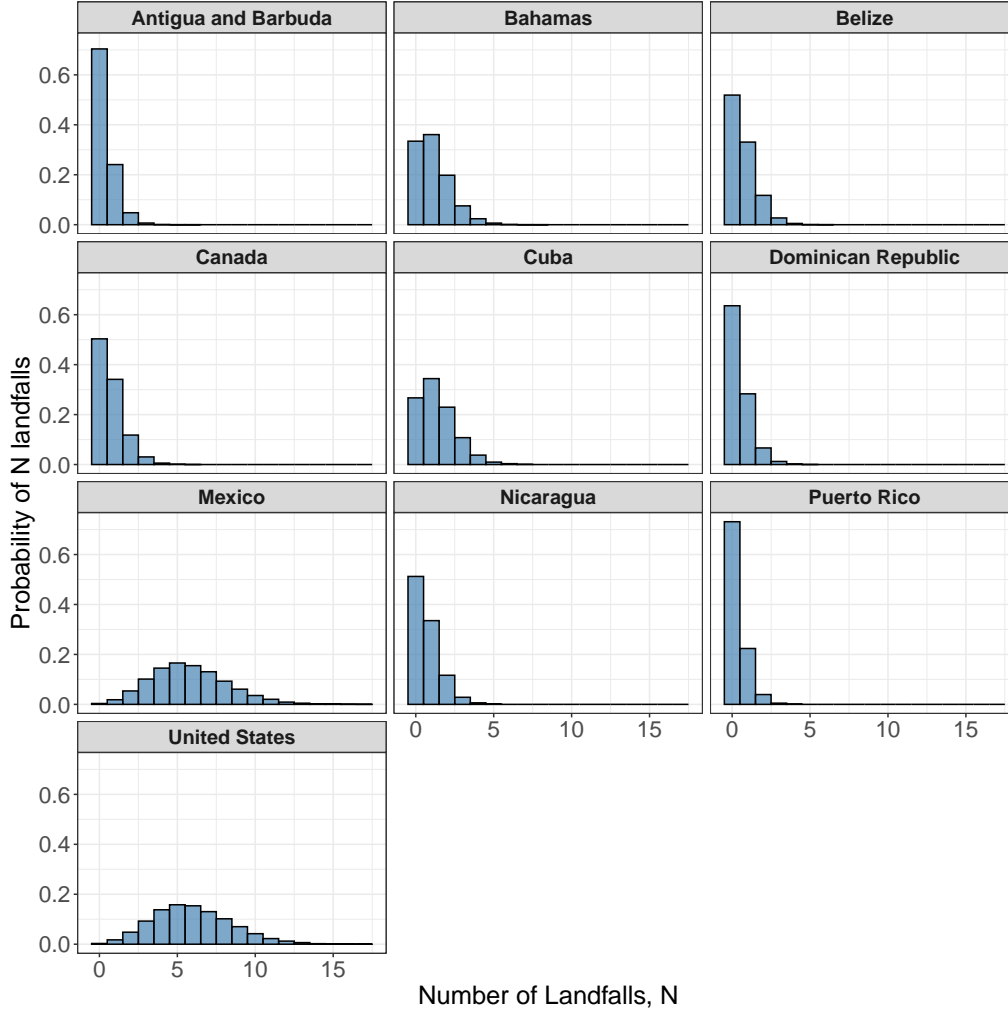 Antigua and Barbuda
Bahamas
Belize
0.6
0.4
0.2
0.0
Canada
Cuba
Dominican Republic
0.6
0.4
0.2
0.0
Mexico
Nicaragua
Puerto Rico
0.6
0.4
0.2
0.0
0 5 10 15
0 5 10 15
United States
0.6
0.4
0.2
0.0
0 5 10 15
Probability of N landfalls
Number of Landfalls, N